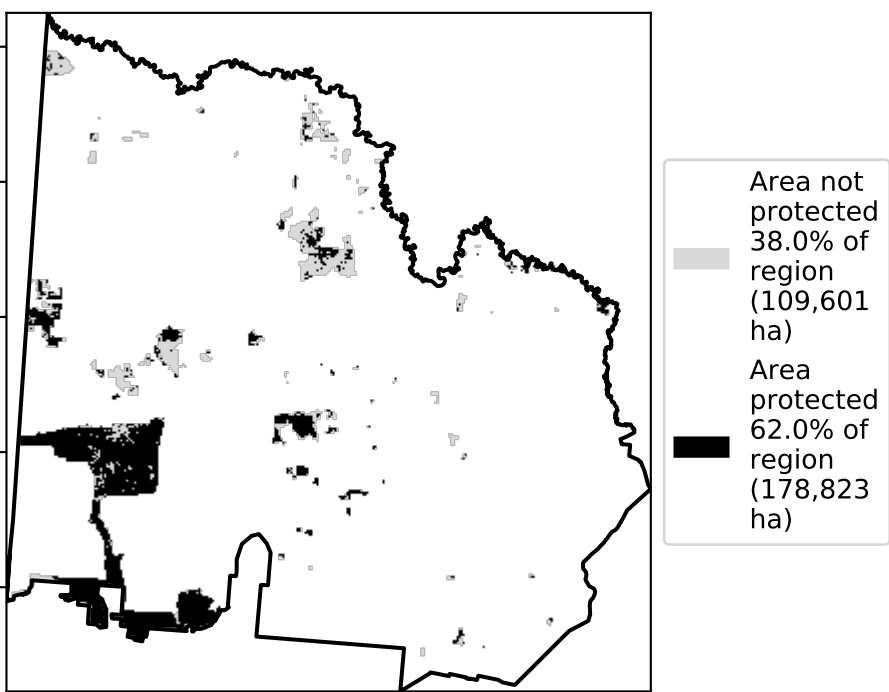 Area not
protected
38.0% of
region
(109,601
ha)
Area
protected
62.0% of
region
(178,823
ha)